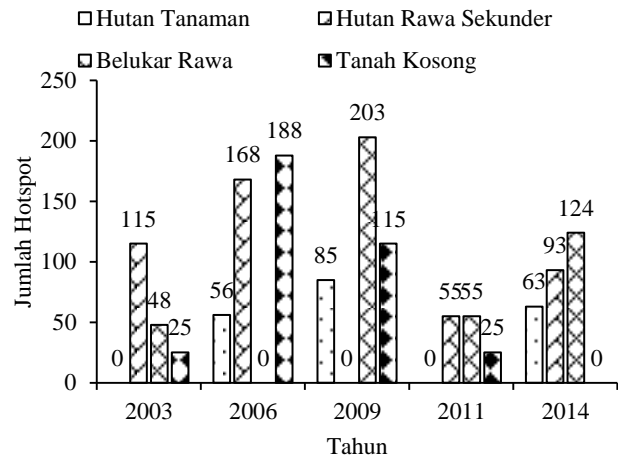 Hutan Tanaman Hutan Rawa Sekunder
Belukar Rawa Tanah Kosong
250
200
150
100
50
0
Jumlah Hotspot
0 115 48 25
56 168 0 188
85 0 203 115
0 55 55 25
63 93 124 0
2003 2006 2009 2011 2014
Tahun